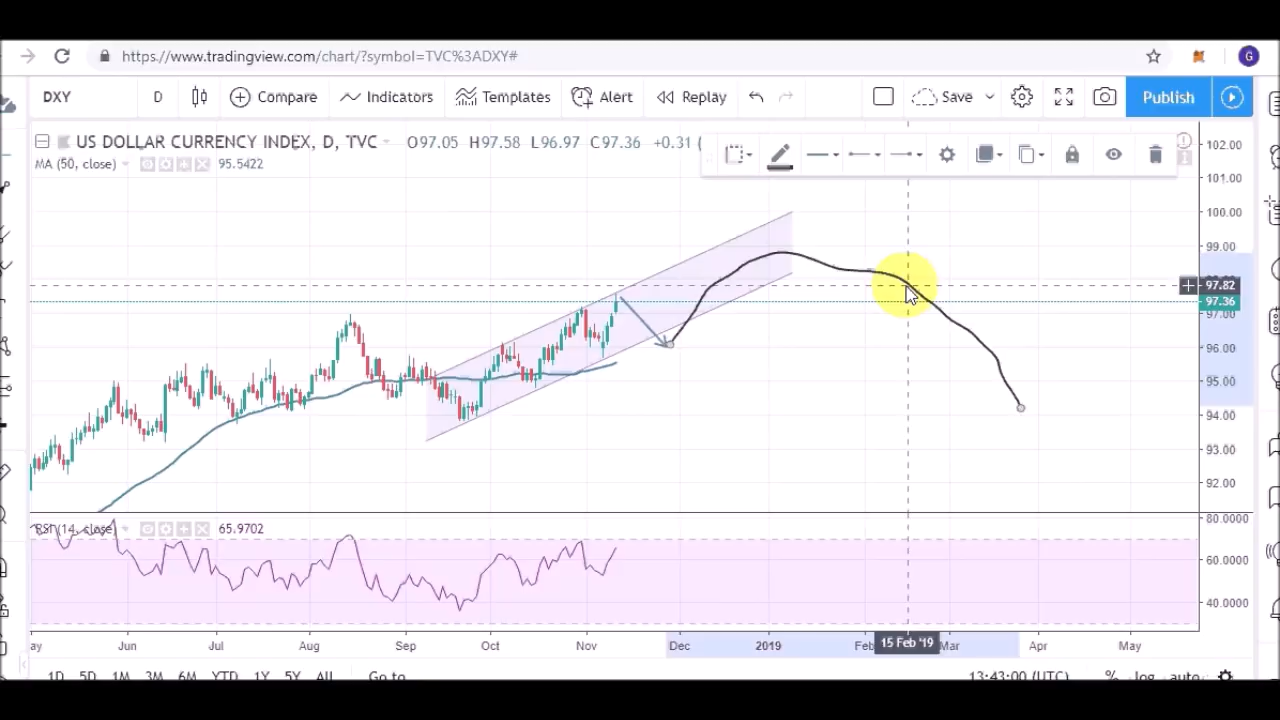 https://www.tradingview.com/chart/?symbol=TVC%3ADXY#
G
DXY D Compare Indicators Templates Alert Replay Save Publish
US DOLLAR CURRENCY INDEX, D, TVC O97.05 H97.58 L96.97 C97.36 +0.31 (
MA (50, close) 95.5422
102.00
101.00
100.00
99.00
97.82
97.36
97.00
96.00
95.00
94.00
93.00
92.00
RSI (14, close) 65.9702
80.0000
60.0000
40.0000
ay Jun Jul Aug Sep Oct Nov Dec 2019 Feb 15 Feb '19 Mar Apr May
1D 5D 1M 3M 6M YTD 1Y 5Y All Go to 13:43:00 (UTC) % log auto